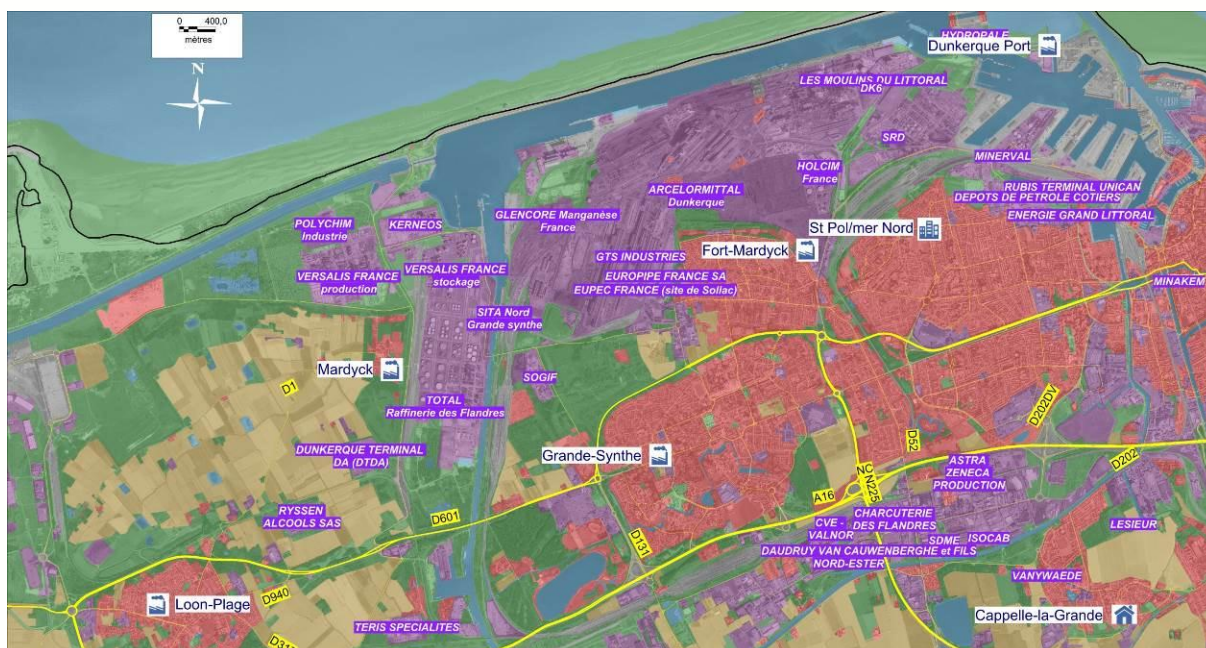 0 400,0
mètres
N
HYDROPALE
Dunkerque Port
LES MOULINS DU LITTORAL
DK6
SRD
MINERVAL
HOLCIM
France
ARCELORMITTAL
Dunkerque
RUBIS TERMINAL UNICAN
DEPOTS DE PETROLE COTIERS
ENERGIE GRAND LITTORAL
GLENCORE Manganèse
France
POLYCHIM
Industrie
KERNEOS
St Pol/mer Nord
Fort-Mardyck
GTS INDUSTRIES
EUROPIPE FRANCE SA
EUPEC FRANCE (site de Sollac)
VERSALIS FRANCE
stockage
VERSALIS FRANCE
production
MINAKEM
SITA Nord
Grande synthe
Mardyck
SOGIF
D1
TOTAL
Raffinerie des Flandres
D202DIV
D52
DUNKERQUE TERMINAL
DA (DTDA)
Grande-Synthe
ASTRA
ZENECA
PRODUCTION
D202
N225
A16
RYSSEN
ALCOOLS SAS
D601
D131
CHARCUTERIE
DES FLANDRES
CVE -
VALNOR
LESIEUR
SDME
ISOCAB
DAUDRUY VAN CAUWENBERGHE et FILS
NORD-ESTER
VANYWAEDE
Loon-Plage
D940
Cappelle-la-Grande
TERIS SPECIALITES